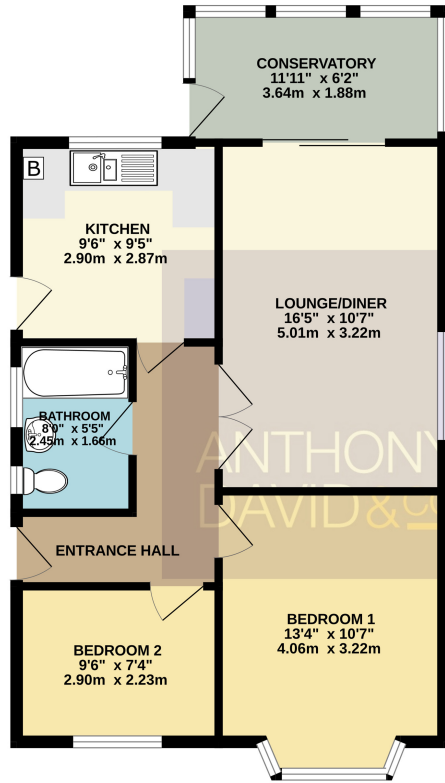 CONSERVATORY
11'11" x 6'2"
3.64m x 1.88m
B
KITCHEN
9'6" x 9'5"
2.90m x 2.87m
LOUNGE/DINER
16'5" x 10'7"
5.01m x 3.22m
BATHROOM
8'0" x 5'5"
2.45m x 1.66m
ANTHONY
DAVID&CO
ENTRANCE HALL
BEDROOM 2
9'6" x 7'4"
2.90m x 2.23m
BEDROOM 1
13'4" x 10'7"
4.06m x 3.22m